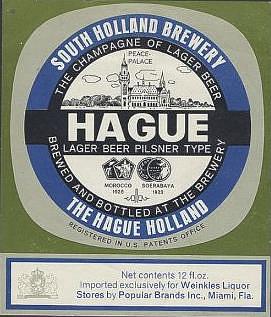 SOUTH HOLLAND BREWERY
THE CHAMPAGNE OF LAGER BEER
PEACE-
PALACE
HAGUE
LAGER BEER PILSNER TYPE
MOROCCO SOERABAYA
1928 1925
BREWED AND BOTTLED AT THE BREWERY
THE HAGUE HOLLAND
REGISTERED IN U.S. PATENTS OFFICE
Net contents 12 fl.oz.
Imported exclusively for Weinkles Liquor
Stores by Popular Brands Inc., Miami, Fla.